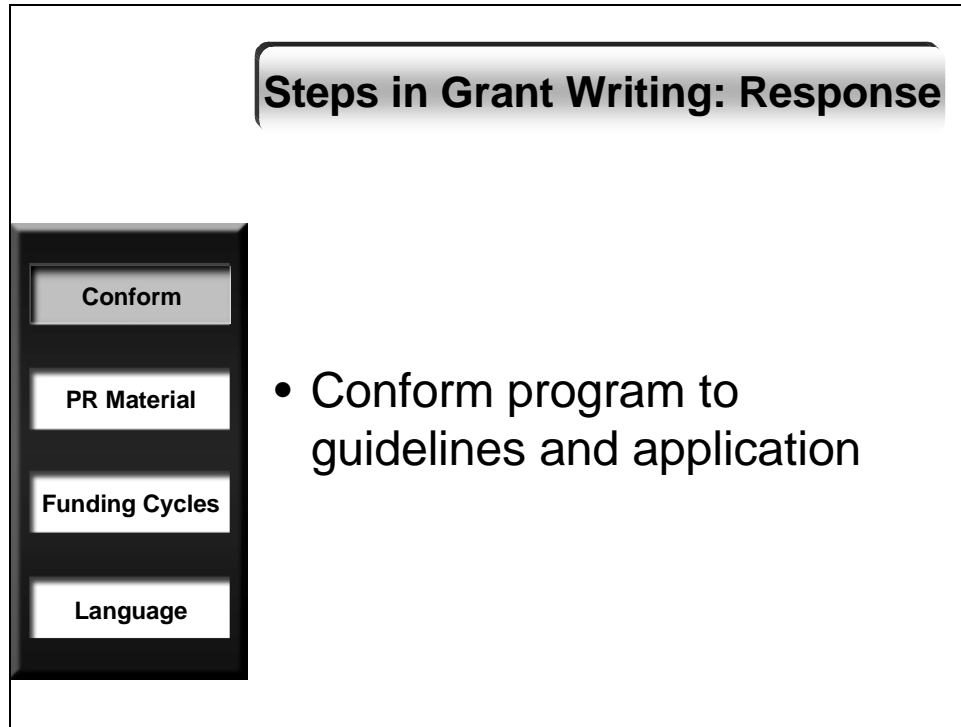 Steps in Grant Writing: Response
Conform
PR Material
Funding Cycles
Language
• Conform program to
guidelines and application